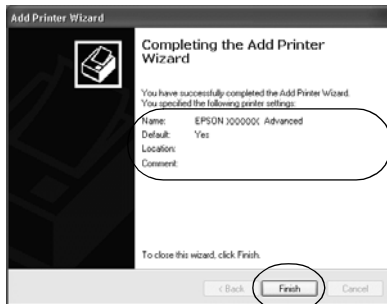 Add Printer Wizard
Completing the Add Printer
Wizard
You have successfully completed the Add Printer Wizard.
You specified the following printer settings:
Name: EPSON XXXXXX Advanced
Default: Yes
Location:
Comment:
To close this wizard, click Finish.
< Back Finish Cancel